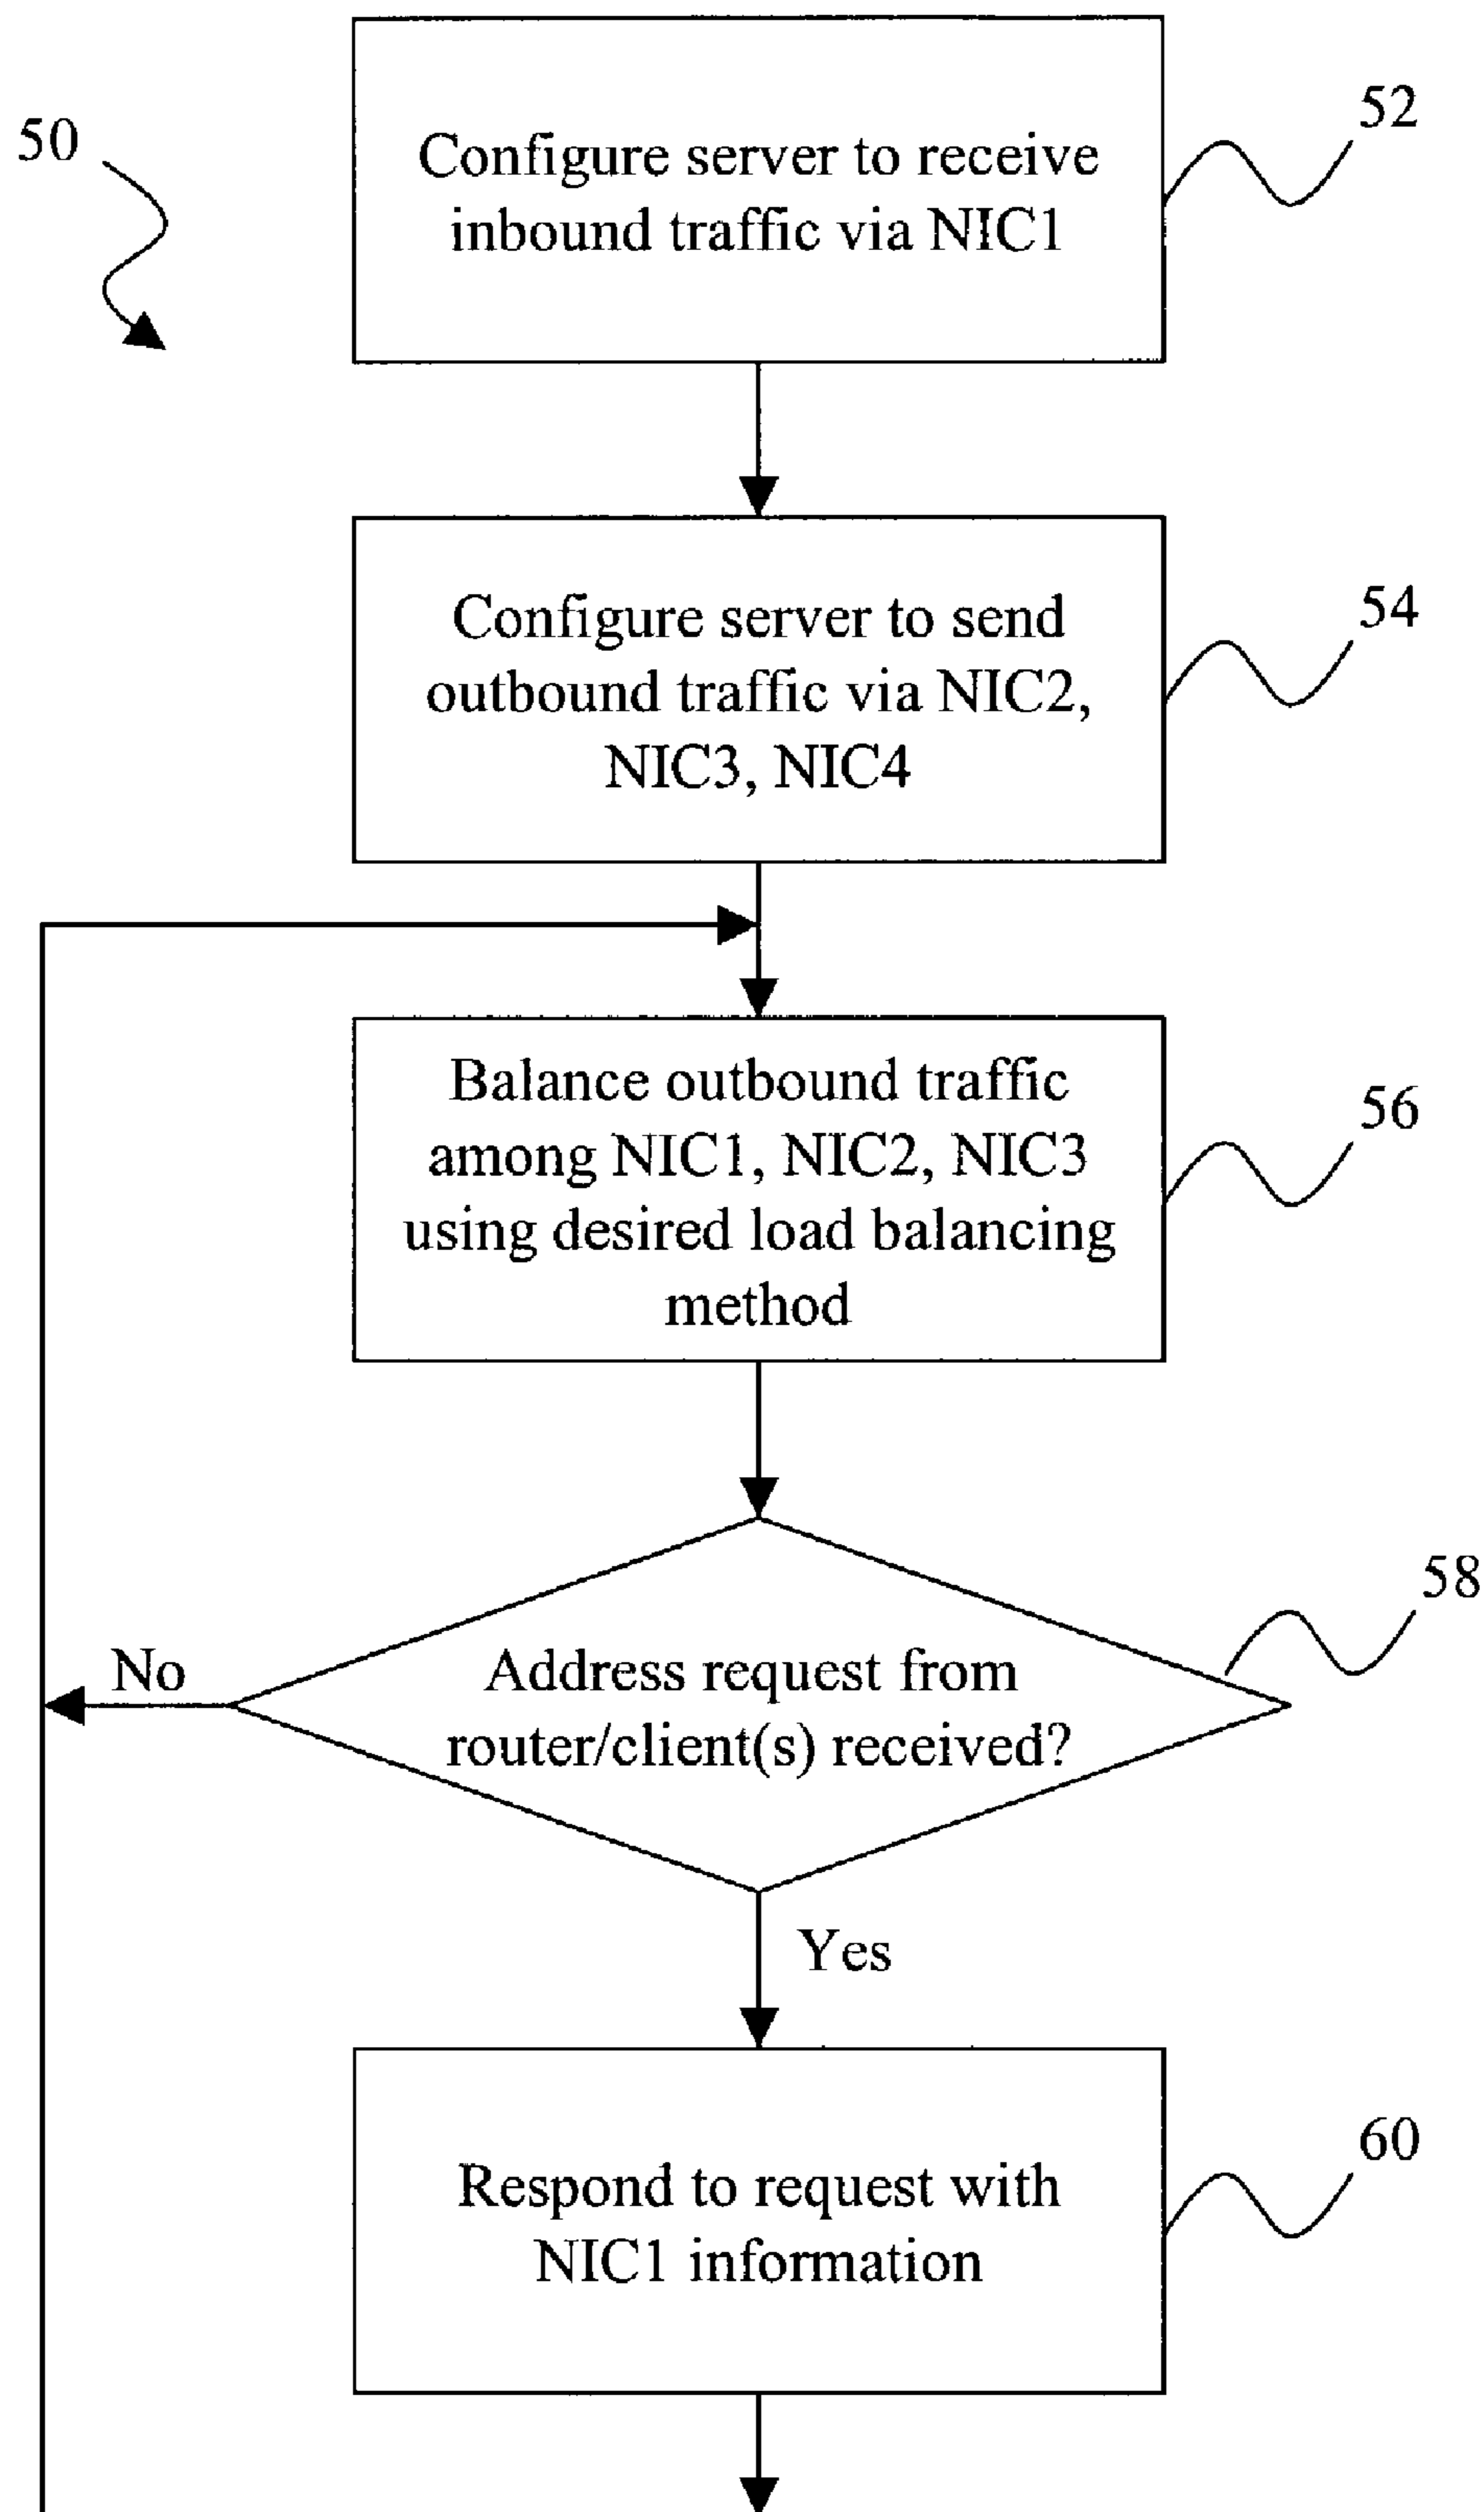 50
Configure server to receive
inbound traffic via NIC1
52
Configure server to send
outbound traffic via NIC2,
NIC3, NIC4
54
Balance outbound traffic
among NIC1, NIC2, NIC3
using desired load balancing
method
56
Address request from
router/client(s) received?
58
No
Yes
Respond to request with
NIC1 information
60